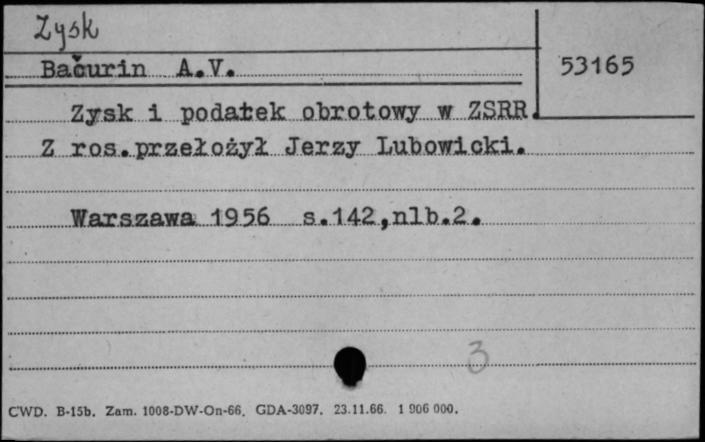 Zysk
Bačurin A.V.
53165
Zysk i podatek obrotowy w ZSRR.
Z ros.przełożył Jerzy Lubowicki.
Warszawa 1956 s.142,nlb.2.
3
CWD. B-15b. Zam. 1008-DW-On-66. GDA-3097. 23.11.66. 1 906 000.